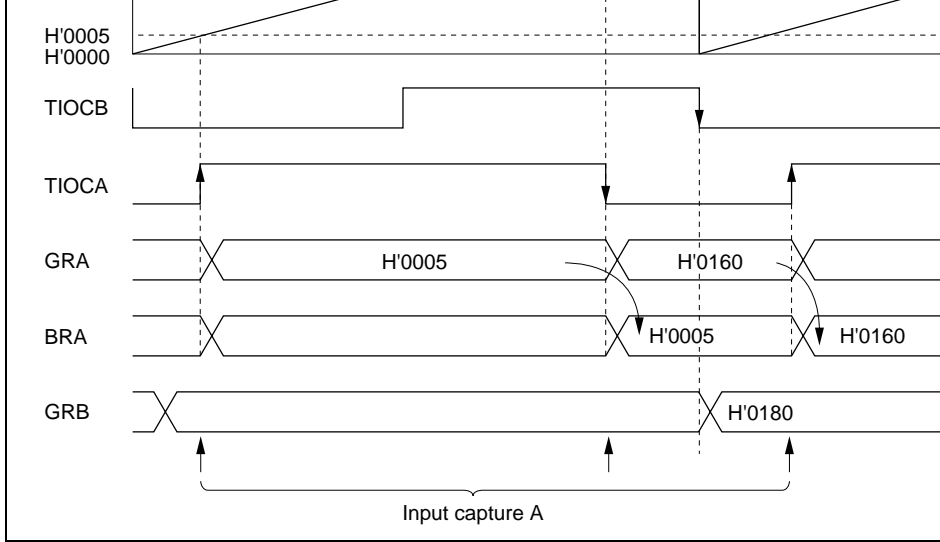 H'0005
H'0000
TIOCB
TIOCA
GRA H'0005 H'0160
BRA H'0005 H'0160
GRB H'0180
Input capture A